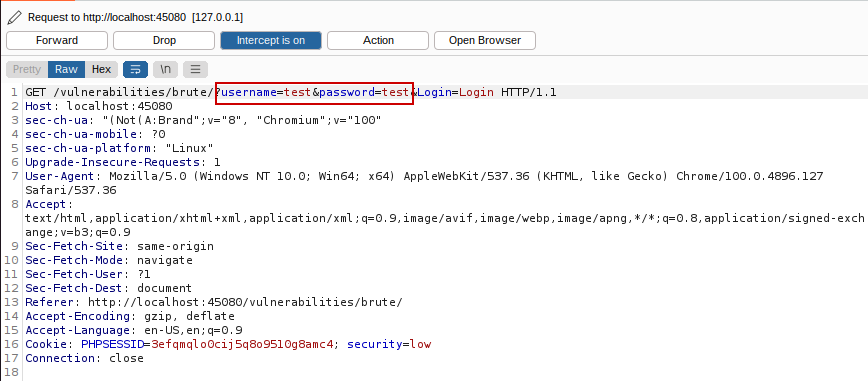 Request to http://localhost:45080 [127.0.0.1]
Forward Drop Intercept is on Action Open Browser
Pretty Raw Hex \n
1 GET /vulnerabilities/brute/?username=test&password=test&Login=Login HTTP/1.1
2 Host: localhost:45080
3 sec-ch-ua: "(Not(A:Brand";v="8", "Chromium";v="100"
4 sec-ch-ua-mobile: ?0
5 sec-ch-ua-platform: "Linux"
6 Upgrade-Insecure-Requests: 1
7 User-Agent: Mozilla/5.0 (Windows NT 10.0; Win64; x64) AppleWebKit/537.36 (KHTML, like Gecko) Chrome/100.0.4896.127
Safari/537.36
8 Accept:
text/html,application/xhtml+xml,application/xml;q=0.9,image/avif,image/webp,image/apng,*/*;q=0.8,application/signed-exch
ange;v=b3;q=0.9
9 Sec-Fetch-Site: same-origin
10 Sec-Fetch-Mode: navigate
11 Sec-Fetch-User: ?1
12 Sec-Fetch-Dest: document
13 Referer: http://localhost:45080/vulnerabilities/brute/
14 Accept-Encoding: gzip, deflate
15 Accept-Language: en-US,en;q=0.9
16 Cookie: PHPSESSID=3efqmqlo0cij5q8o9510g8amc4; security=low
17 Connection: close
18